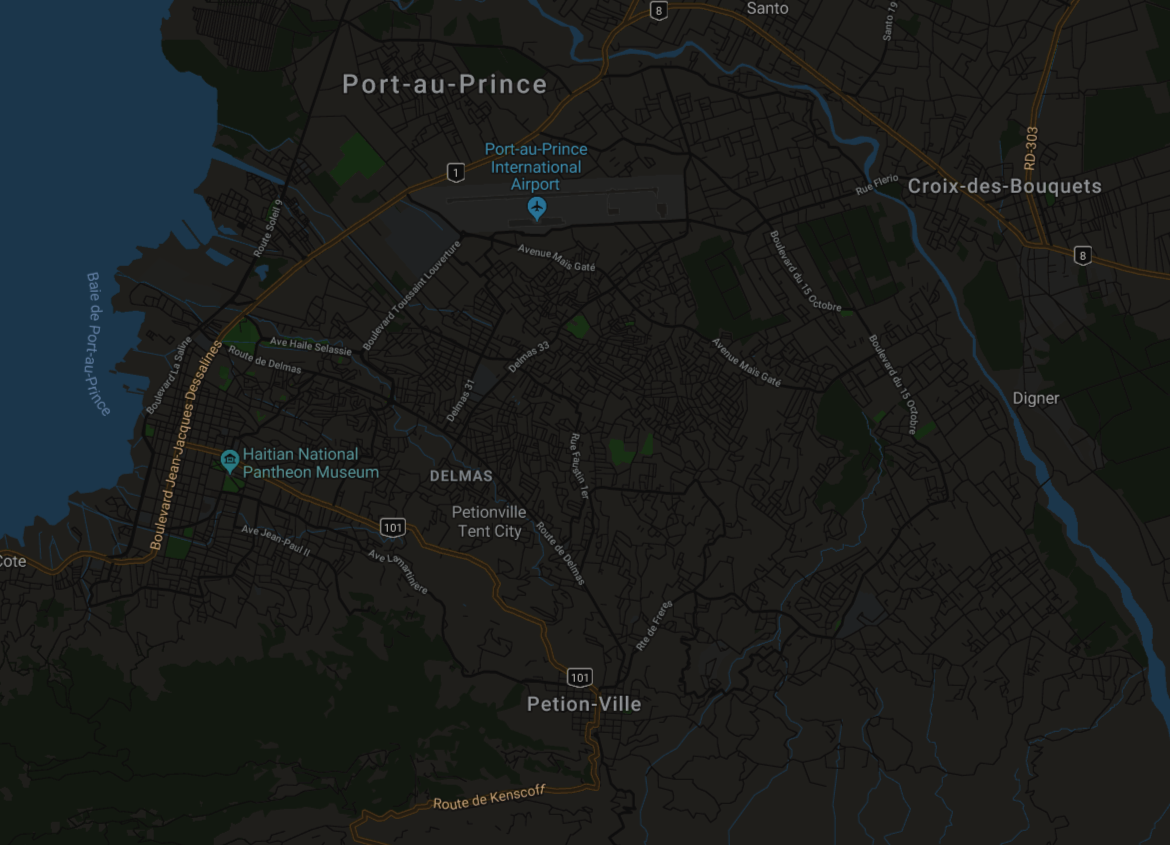 8
Santo
Santo 19
Port-au-Prince
RD-303
Port-au-Prince
International
Airport
1
Rue Flerio
Croix-des-Bouquets
Route Soleil 9
8
Avenue Maïs Gaté
Boulevard du 15 Octobre
Boulevard Toussaint Louverture
Baie de Port-au-Prince
Ave Haile Selassie
Route de Delmas
Delmas 33
Avenue Maïs Gaté
Boulevard du 15 Octobre
Boulevard La Saline
Boulevard Jean-Jacques Dessalines
Delmas 31
Digner
Rue Faustin 1er
Haitian National
Pantheon Museum
DELMAS
Petionville
Tent City
101
Ave Jean-Paul II
Route de Delmas
Ave Lamartiniere
Cote
Rte de Freres
101
Petion-Ville
Route de Kenscoff